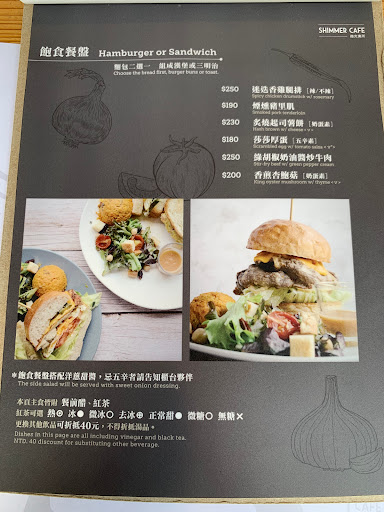 SHIMMER CAFE
微光廣所
飽食餐盤 Hamburger or Sandwich
麵包二選一 組成漢堡或三明治
Choose the bread first, burger buns or toast.
$250 迷迭香雞腿排 [辣/不辣]
Spicy chicken drumstick w/ rosemary
$190 煙燻豬里肌
Smoked pork tenderloin
$230 炙燒起司薯餅 [奶蛋素]
Hash brown w/ cheese <v>
$180 莎莎厚蛋 [五辛素]
Scrambled egg w/ tomato salsa <v*>
$250 綠胡椒奶油醬炒牛肉
Stir-fry beef w/ green pepper cream
$200 香煎杏鮑菇 [奶蛋素]
King oyster mushroom w/ thyme <v>
*飽食餐盤搭配洋蔥甜醬，忌五辛者請告知櫃台夥伴
The side salad will be served with sweet onion dressing.
本頁主食皆附 餐前醋、紅茶
紅茶可選 熱 冰 微冰 去冰 正常甜 微糖 無糖
更換其他飲品可折抵40元，不得折抵湯品。
Dishes in this page are all including vinegar and black tea.
NTD. 40 discount for substituting other beverage.